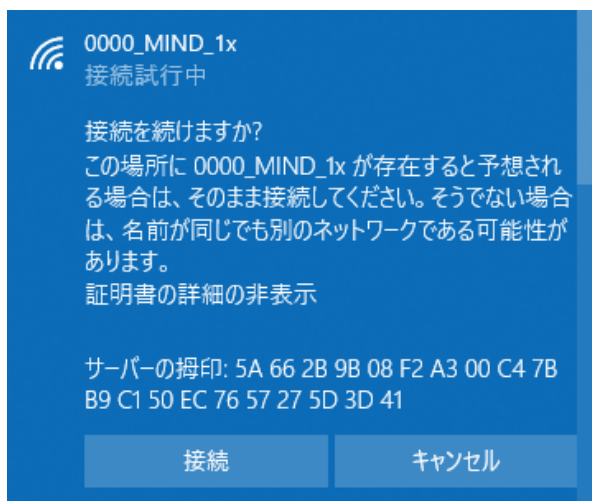 0000_MIND_1x
接続試行中
接続を続けますか?
この場所に 0000_MIND_1x が存在すると予想され
る場合は、そのまま接続してください。そうでない場合
は、名前が同じでも別のネットワークである可能性が
あります。
証明書の詳細の非表示
サーバーの拇印: 5A 66 2B 9B 08 F2 A3 00 C4 7B
B9 C1 50 EC 76 57 27 5D 3D 41
接続
キャンセル